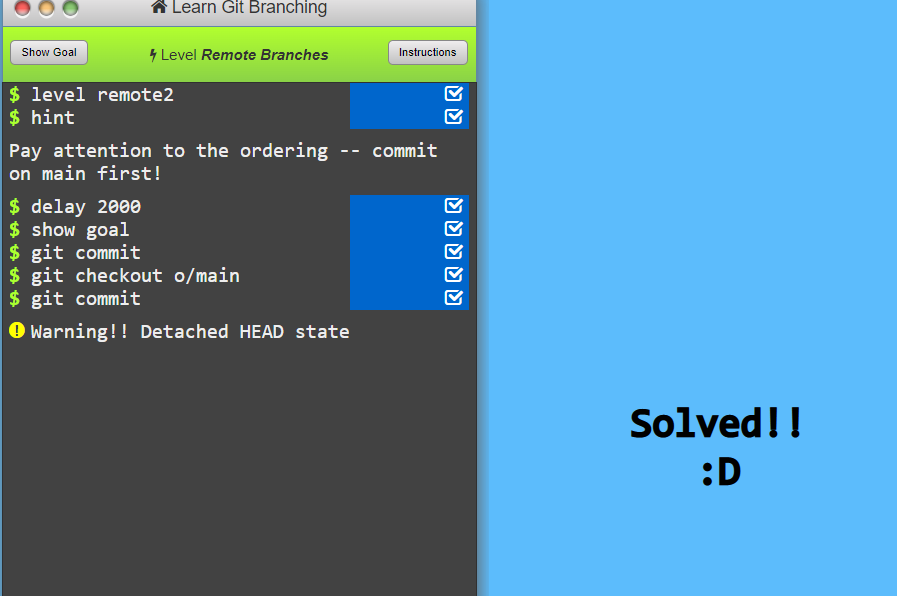 Learn Git Branching
Show Goal
Level Remote Branches
Instructions
$ level remote2
$ hint
Pay attention to the ordering -- commit
on main first!
$ delay 2000
$ show goal
$ git commit
$ git checkout o/main
$ git commit
Warning!! Detached HEAD state
Solved!!
:D